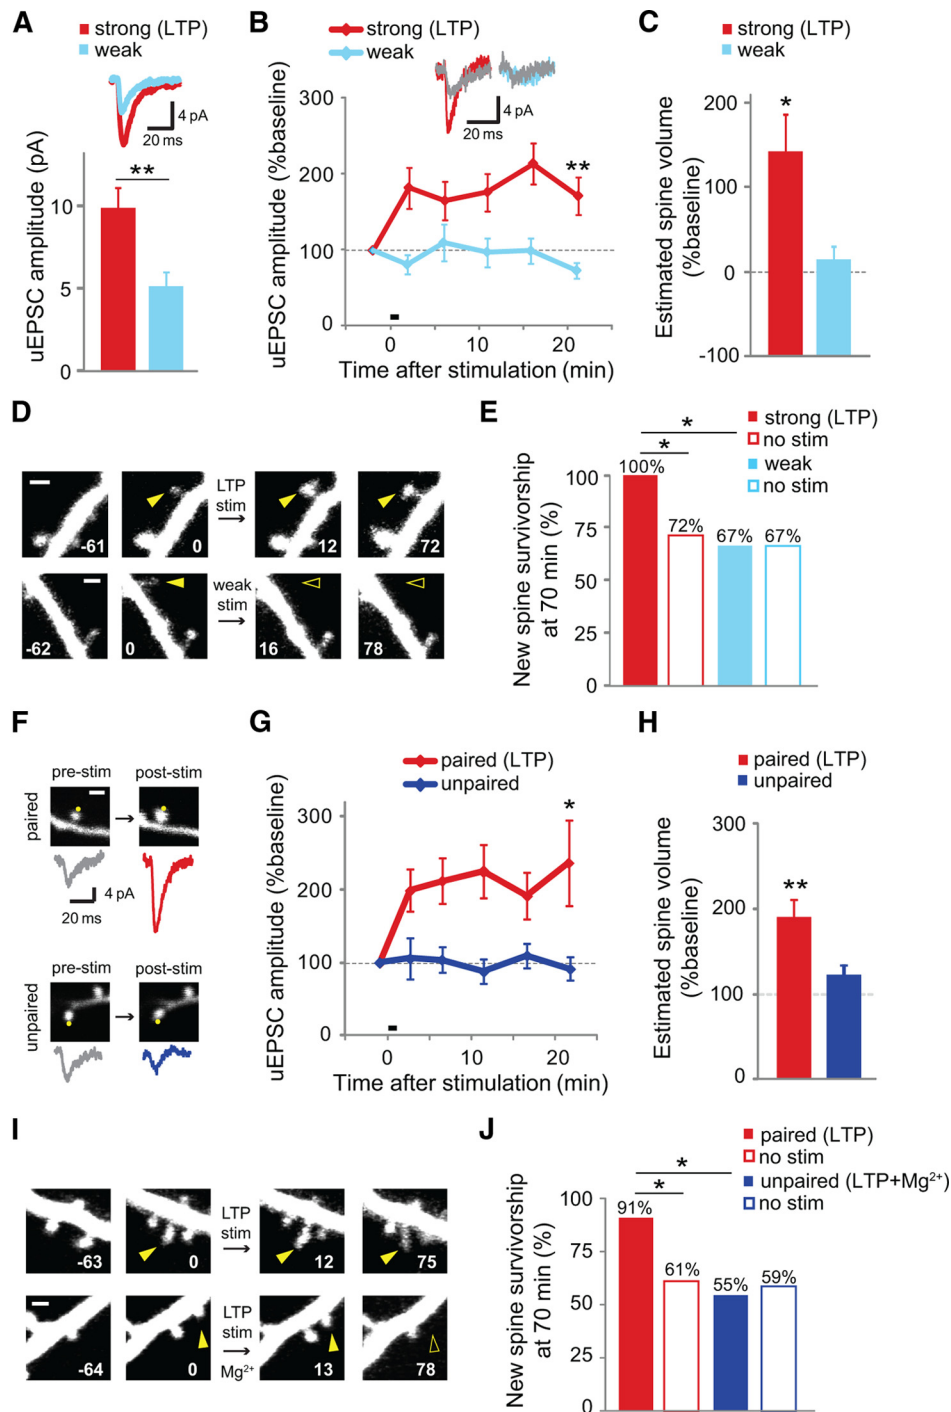 A
strong (LTP)
weak
4 pA
20 ms
**
uEPSC amplitude (pA)
10
5
0
B
strong (LTP)
weak
4 pA
20 ms
uEPSC amplitude (%baseline)
300
200
100
0
**
0 10 20
Time after stimulation (min)
C
strong (LTP)
weak
Estimated spine volume
(%baseline)
200
100
0
-100
*
D
-61
0
LTP
stim
→
12
72
-62
0
weak
stim
→
16
78
E
strong (LTP)
no stim
weak
no stim
*
*
100%
72%
67%
67%
New spine survivorship
at 70 min (%)
100
75
50
25
0
F
pre-stim
post-stim
paired
→
4 pA
20 ms
pre-stim
post-stim
unpaired
→
G
paired (LTP)
unpaired
uEPSC amplitude (%baseline)
300
200
100
0
*
0 10 20
Time after stimulation (min)
H
paired (LTP)
unpaired
Estimated spine volume
(%baseline)
300
200
100
0
**
I
-63
0
LTP
stim
→
12
75
-64
0
LTP
stim
→
Mg²⁺
13
78
J
paired (LTP)
no stim
unpaired (LTP+Mg²⁺)
no stim
*
*
91%
61%
55%
59%
New spine survivorship
at 70 min (%)
100
75
50
25
0